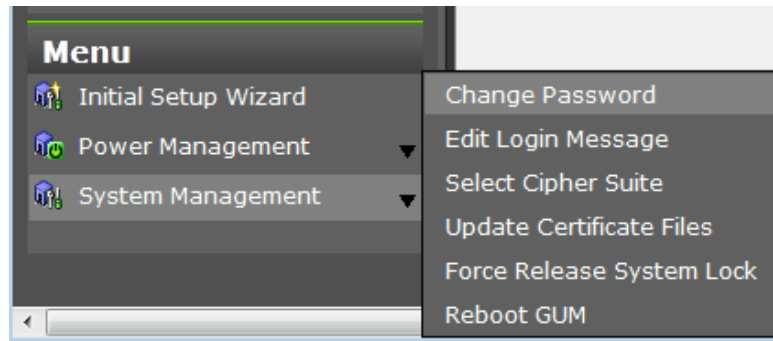 Menu
Initial Setup Wizard
Power Management
System Management
Change Password
Edit Login Message
Select Cipher Suite
Update Certificate Files
Force Release System Lock
Reboot GUM